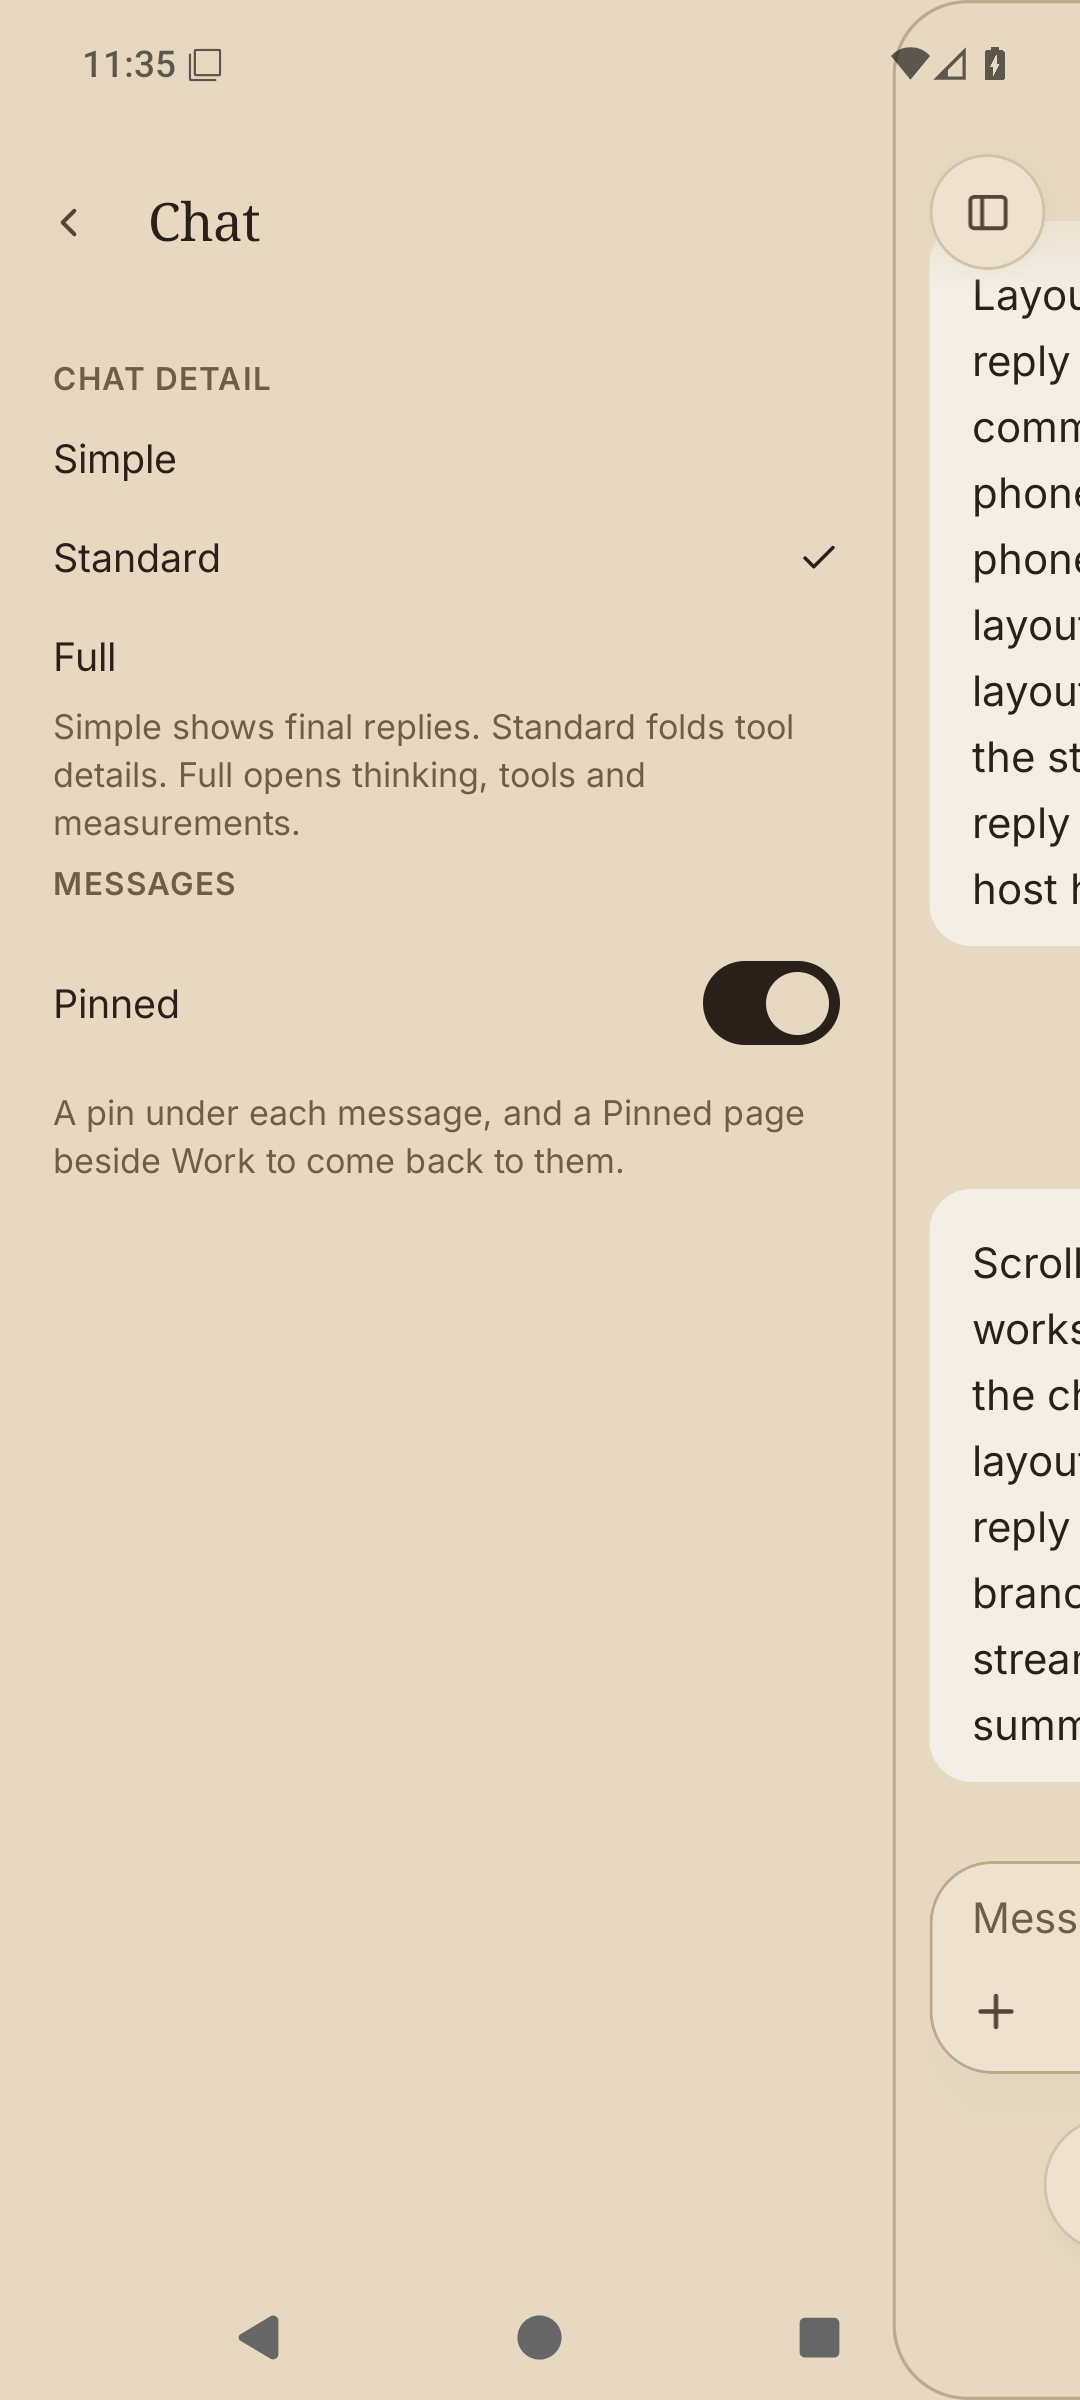 11:35
Chat
CHAT DETAIL
Simple
Standard
Full
Simple shows final replies. Standard folds tool
details. Full opens thinking, tools and
measurements.
MESSAGES
Pinned
A pin under each message, and a Pinned page
beside Work to come back to them.
reply
the
reply
host
the
reply